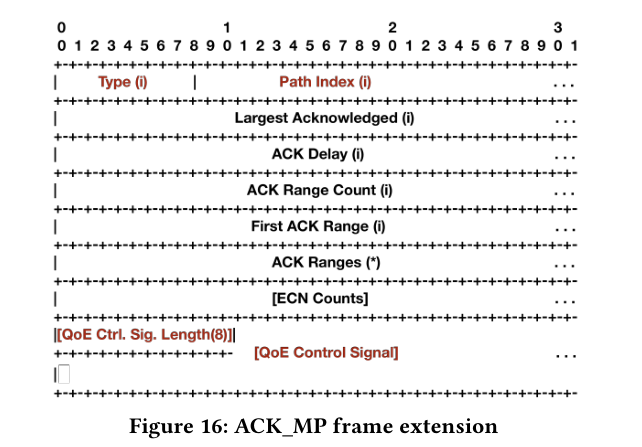 0 1 2 3
0 1 2 3 4 5 6 7 8 9 0 1 2 3 4 5 6 7 8 9 0 1 2 3 4 5 6 7 8 9 0 1
+-+-+-+-+-+-+-+-+-+-+-+-+-+-+-+-+-+-+-+-+-+-+-+-+-+-+-+-+-+-+-+-
| Type (i) | Path Index (i) ...
+-+-+-+-+-+-+-+-+-+-+-+-+-+-+-+-+-+-+-+-+-+-+-+-+-+-+-+-+-+-+-+-
| Largest Acknowledged (i) ...
+-+-+-+-+-+-+-+-+-+-+-+-+-+-+-+-+-+-+-+-+-+-+-+-+-+-+-+-+-+-+-+-
| ACK Delay (i) ...
+-+-+-+-+-+-+-+-+-+-+-+-+-+-+-+-+-+-+-+-+-+-+-+-+-+-+-+-+-+-+-+-
| ACK Range Count (i) ...
+-+-+-+-+-+-+-+-+-+-+-+-+-+-+-+-+-+-+-+-+-+-+-+-+-+-+-+-+-+-+-+-
| First ACK Range (i) ...
+-+-+-+-+-+-+-+-+-+-+-+-+-+-+-+-+-+-+-+-+-+-+-+-+-+-+-+-+-+-+-+-
| ACK Ranges (*) ...
+-+-+-+-+-+-+-+-+-+-+-+-+-+-+-+-+-+-+-+-+-+-+-+-+-+-+-+-+-+-+-+-
| [ECN Counts] ...
+-+-+-+-+-+-+-+-+-+-+-+-+-+-+-+-+-+-+-+-+-+-+-+-+-+-+-+-+-+-+-+-
|[QoE Ctrl. Sig. Length(8)]|
+-+-+-+-+-+-+-+-+-+-+- [QoE Control Signal] ...
|
+-+-+-+-+-+-+-+-+-+-+-+-+-+-+-+-+-+-+-+-+-+-+-+-+-+-+-+-+-+-+-+-
Figure 16: ACK_MP frame extension